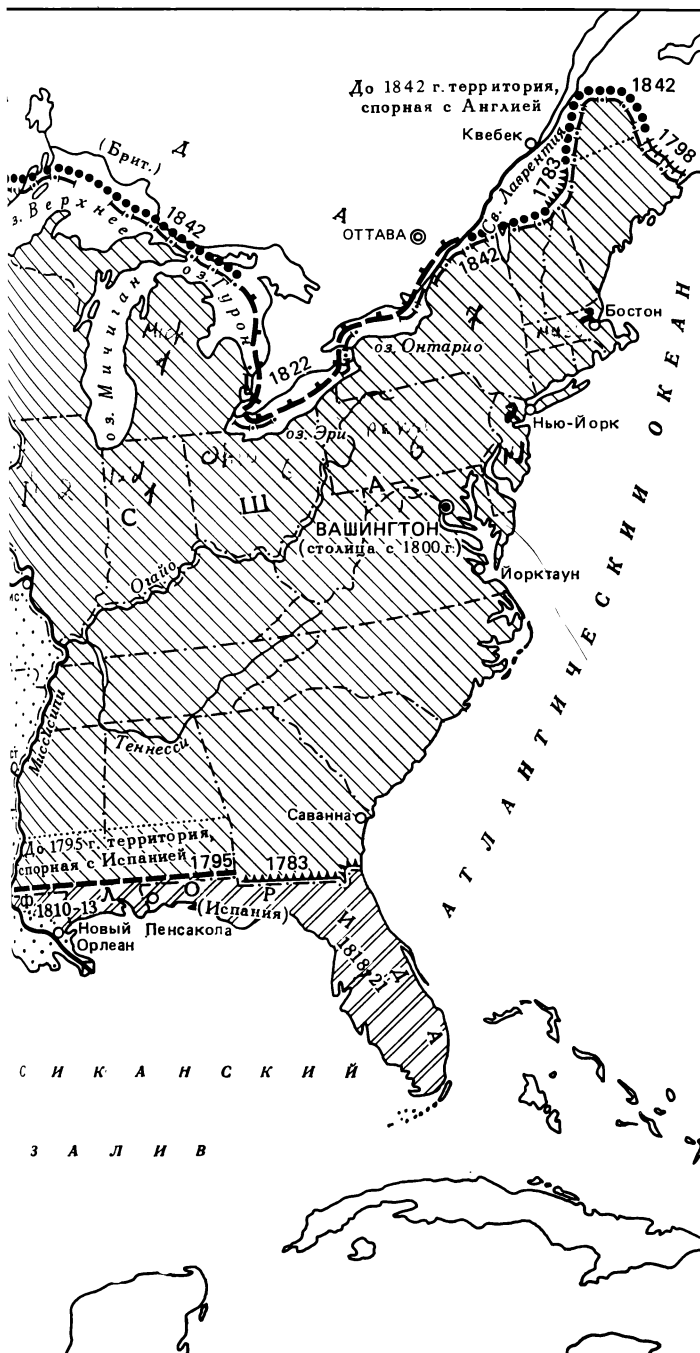 До 1842 г. территория,
спорная с Англией
1842
Квебек
1798
Д
(Брит.)
Св. Лаврентия
1783
А
ОТТАВА
1842
з. Верхнее
1842
оз. Гурон
оз. Мичиган
Бостон
оз. Онтарио
1822
оз. Эри
Нью-Йорк
С Ш А
ВАШИНГТОН
(столица с 1800 г.)
Огайо
Йорктаун
Миссисипи
Теннесси
АТЛАНТИЧЕСКИЙ ОКЕАН
Саванна
До 1795 г. территория,
спорная с Испанией
1795
1783
Ф Л О Р И Д А
1810-13
(Испания)
Новый
Орлеан
Пенсакола
1818-21
СИКАНСКИЙ
ЗАЛИВ